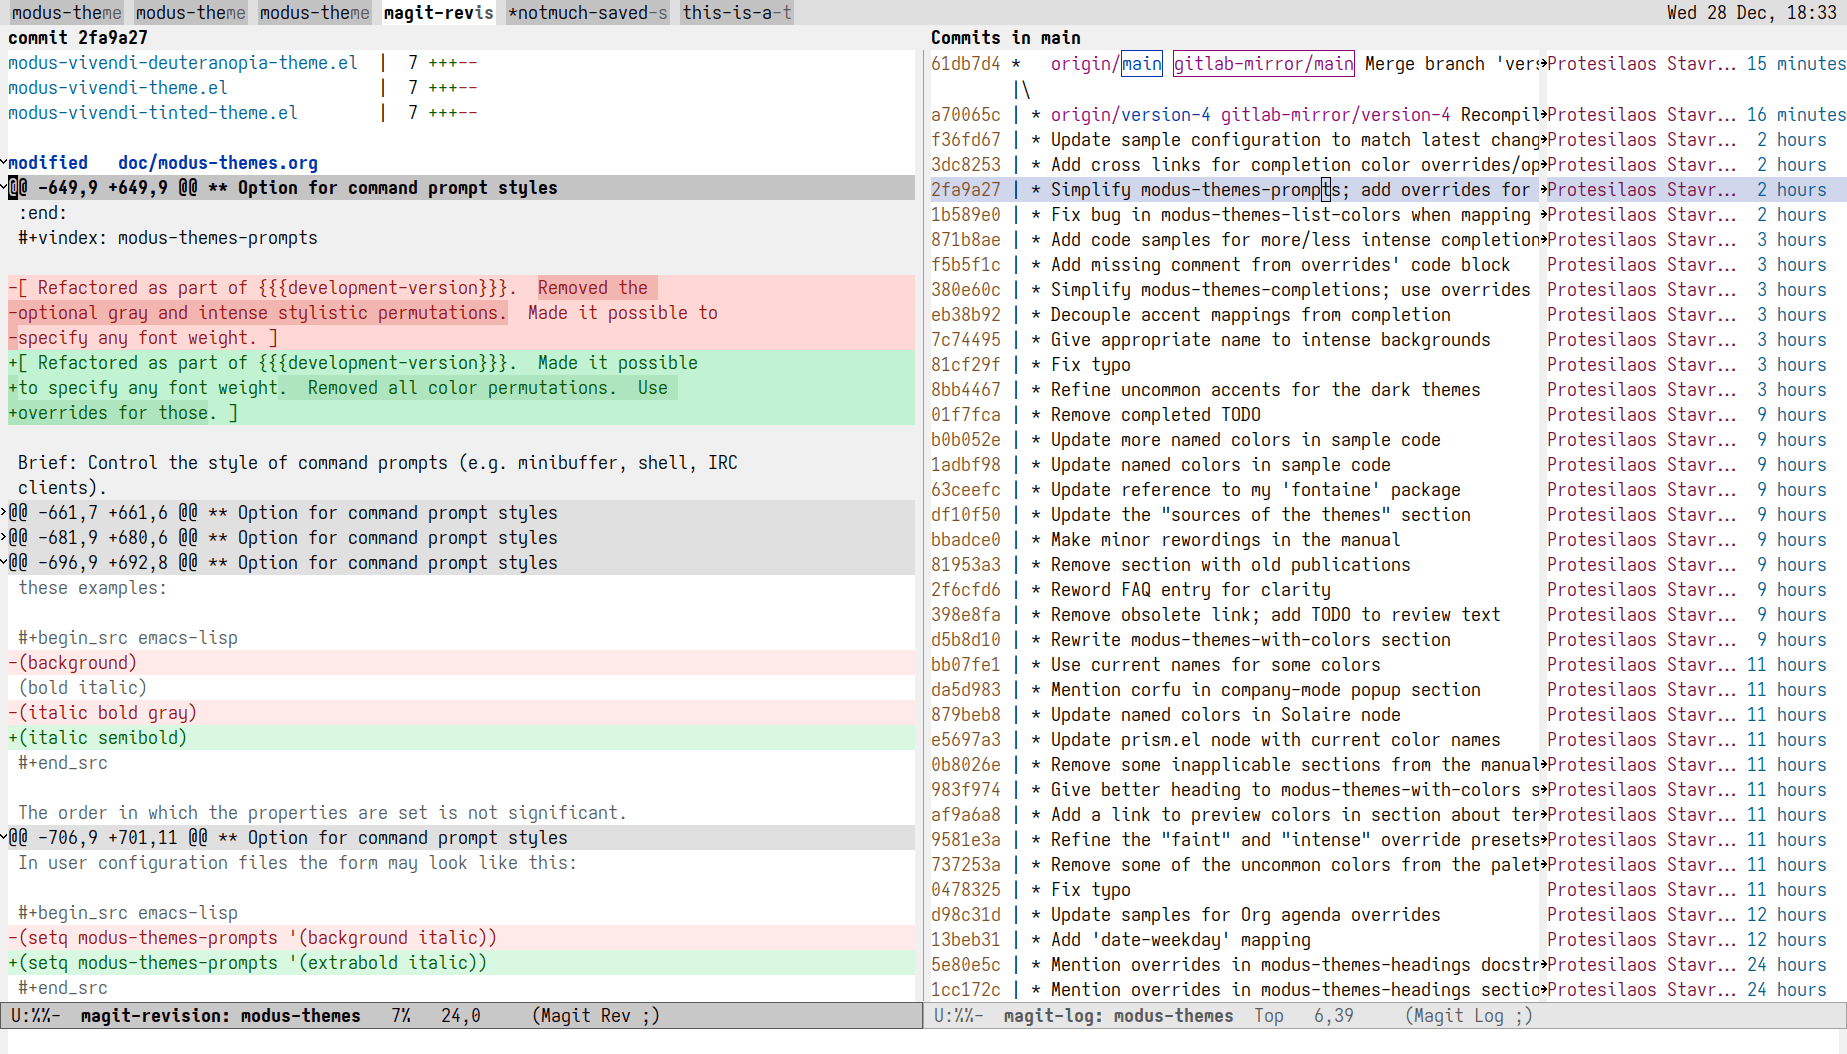 modus-theme modus-theme modus-theme magit-revis *notmuch-saved-s this-is-a-t Wed 28 Dec, 18:33
commit 2fa9a27
modus-vivendi-deuteranopia-theme.el | 7 +++--
modus-vivendi-theme.el | 7 +++--
modus-vivendi-tinted-theme.el | 7 +++--
modified doc/modus-themes.org
@@ -649,9 +649,9 @@ ** Option for command prompt styles
:end:
#+vindex: modus-themes-prompts
-[ Refactored as part of {{{development-version}}}. Removed the
-optional gray and intense stylistic permutations. Made it possible to
-specify any font weight. ]
+[ Refactored as part of {{{development-version}}}. Made it possible
+to specify any font weight. Removed all color permutations. Use
+overrides for those. ]
Brief: Control the style of command prompts (e.g. minibuffer, shell, IRC
clients).
@@ -661,7 +661,6 @@ ** Option for command prompt styles
@@ -681,9 +680,6 @@ ** Option for command prompt styles
@@ -696,9 +692,8 @@ ** Option for command prompt styles
these examples:
#+begin_src emacs-lisp
-(background)
(bold italic)
-(italic bold gray)
+(italic semibold)
#+end_src
The order in which the properties are set is not significant.
@@ -706,9 +701,11 @@ ** Option for command prompt styles
In user configuration files the form may look like this:
#+begin_src emacs-lisp
-(setq modus-themes-prompts '(background italic))
+(setq modus-themes-prompts '(extrabold italic))
#+end_src
U:%%- magit-revision: modus-themes 7% 24,0 (Magit Rev ;)
Commits in main
61db7d4 * origin/main gitlab-mirror/main Merge branch 'vers Protesilaos Stavr… 15 minutes
|\
a70065c | * origin/version-4 gitlab-mirror/version-4 Recompil Protesilaos Stavr… 16 minutes
f36fd67 | * Update sample configuration to match latest chang Protesilaos Stavr… 2 hours
3dc8253 | * Add cross links for completion color overrides/op Protesilaos Stavr… 2 hours
2fa9a27 | * Simplify modus-themes-prompts; add overrides for Protesilaos Stavr… 2 hours
1b589e0 | * Fix bug in modus-themes-list-colors when mapping Protesilaos Stavr… 2 hours
871b8ae | * Add code samples for more/less intense completion Protesilaos Stavr… 3 hours
f5b5f1c | * Add missing comment from overrides' code block Protesilaos Stavr… 3 hours
380e60c | * Simplify modus-themes-completions; use overrides Protesilaos Stavr… 3 hours
eb38b92 | * Decouple accent mappings from completion Protesilaos Stavr… 3 hours
7c74495 | * Give appropriate name to intense backgrounds Protesilaos Stavr… 3 hours
81cf29f | * Fix typo Protesilaos Stavr… 3 hours
8bb4467 | * Refine uncommon accents for the dark themes Protesilaos Stavr… 3 hours
01f7fca | * Remove completed TODO Protesilaos Stavr… 9 hours
b0b052e | * Update more named colors in sample code Protesilaos Stavr… 9 hours
1adbf98 | * Update named colors in sample code Protesilaos Stavr… 9 hours
63ceefc | * Update reference to my 'fontaine' package Protesilaos Stavr… 9 hours
df10f50 | * Update the "sources of the themes" section Protesilaos Stavr… 9 hours
bbadce0 | * Make minor rewordings in the manual Protesilaos Stavr… 9 hours
81953a3 | * Remove section with old publications Protesilaos Stavr… 9 hours
2f6cfd6 | * Reword FAQ entry for clarity Protesilaos Stavr… 9 hours
398e8fa | * Remove obsolete link; add TODO to review text Protesilaos Stavr… 9 hours
d5b8d10 | * Rewrite modus-themes-with-colors section Protesilaos Stavr… 9 hours
bb07fe1 | * Use current names for some colors Protesilaos Stavr… 11 hours
da5d983 | * Mention corfu in company-mode popup section Protesilaos Stavr… 11 hours
879beb8 | * Update named colors in Solaire node Protesilaos Stavr… 11 hours
e5697a3 | * Update prism.el node with current color names Protesilaos Stavr… 11 hours
0b8026e | * Remove some inapplicable sections from the manual Protesilaos Stavr… 11 hours
983f974 | * Give better heading to modus-themes-with-colors s Protesilaos Stavr… 11 hours
af9a6a8 | * Add a link to preview colors in section about ter Protesilaos Stavr… 11 hours
9581e3a | * Refine the "faint" and "intense" override presets Protesilaos Stavr… 11 hours
737253a | * Remove some of the uncommon colors from the palet Protesilaos Stavr… 11 hours
0478325 | * Fix typo Protesilaos Stavr… 11 hours
d98c31d | * Update samples for Org agenda overrides Protesilaos Stavr… 12 hours
13beb31 | * Add 'date-weekday' mapping Protesilaos Stavr… 12 hours
5e80e5c | * Mention overrides in modus-themes-headings docstr Protesilaos Stavr… 24 hours
1cc172c | * Mention overrides in modus-themes-headings sectio Protesilaos Stavr… 24 hours
U:%%- magit-log: modus-themes Top 6,39 (Magit Log ;)